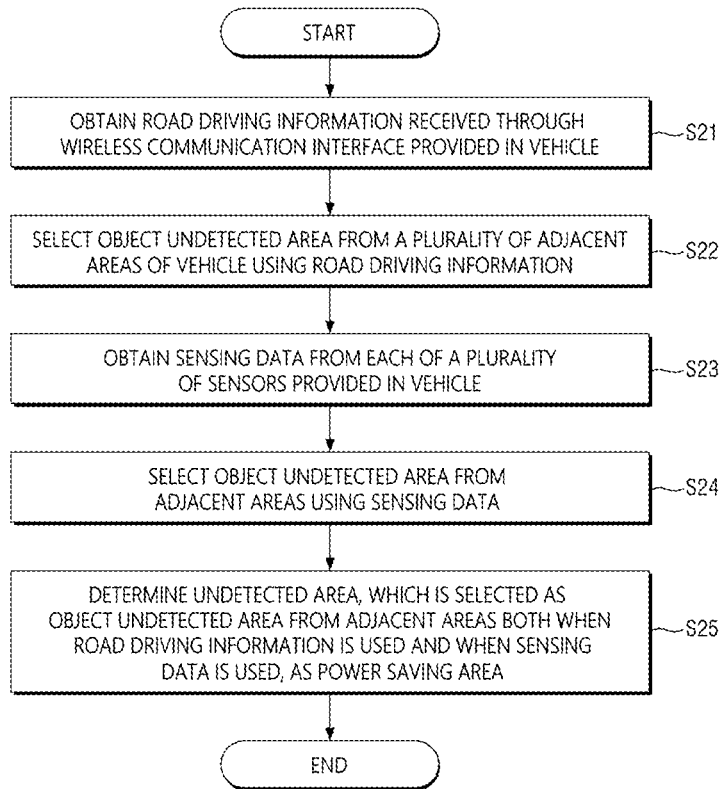 START
OBTAIN ROAD DRIVING INFORMATION RECEIVED THROUGH
WIRELESS COMMUNICATION INTERFACE PROVIDED IN VEHICLE
S21
SELECT OBJECT UNDETECTED AREA FROM A PLURALITY OF ADJACENT
AREAS OF VEHICLE USING ROAD DRIVING INFORMATION
S22
OBTAIN SENSING DATA FROM EACH OF A PLURALITY
OF SENSORS PROVIDED IN VEHICLE
S23
SELECT OBJECT UNDETECTED AREA FROM
ADJACENT AREAS USING SENSING DATA
S24
DETERMINE UNDETECTED AREA, WHICH IS SELECTED AS
OBJECT UNDETECTED AREA FROM ADJACENT AREAS BOTH WHEN
ROAD DRIVING INFORMATION IS USED AND WHEN SENSING
DATA IS USED, AS POWER SAVING AREA
S25
END